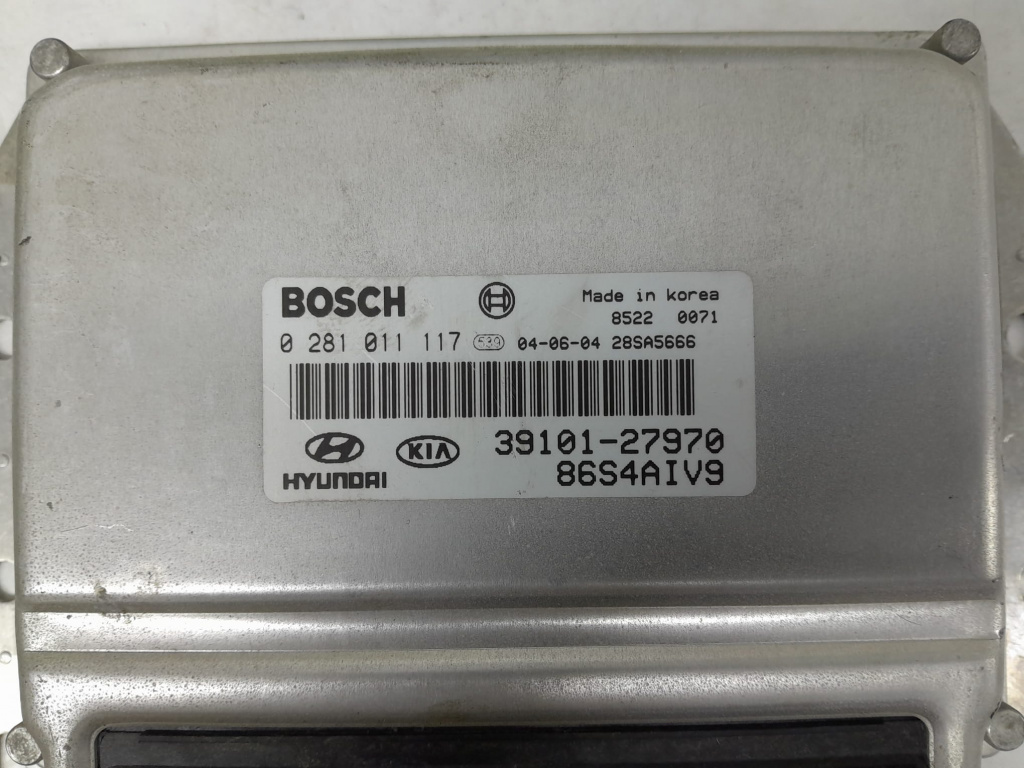 BOSCH Made in korea
8522 0071
0 281 011 117 539 04-06-04 28SA5666
HYUNDAI KIA 39101-27970
86S4AIV9